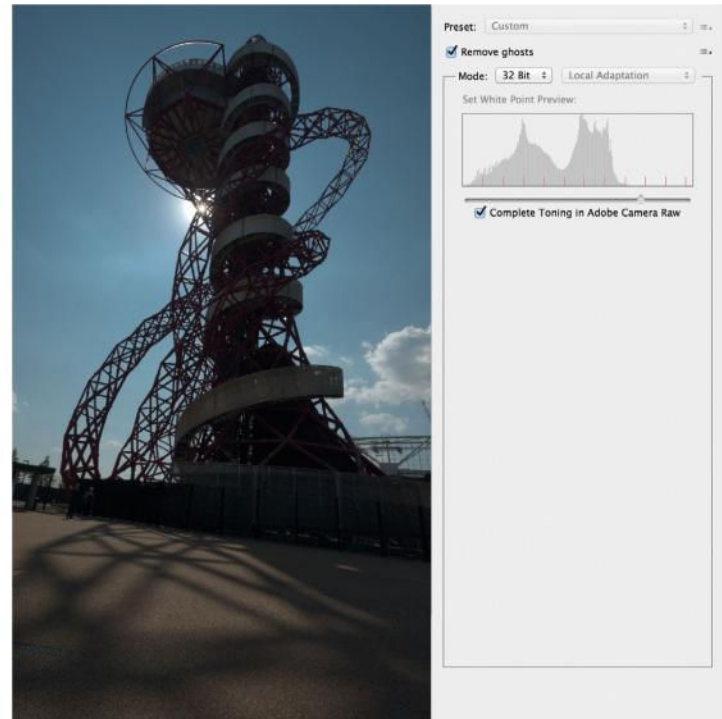 Preset: Custom
Remove ghosts
Mode: 32 Bit Local Adaptation
Set White Point Preview:
Complete Toning in Adobe Camera Raw